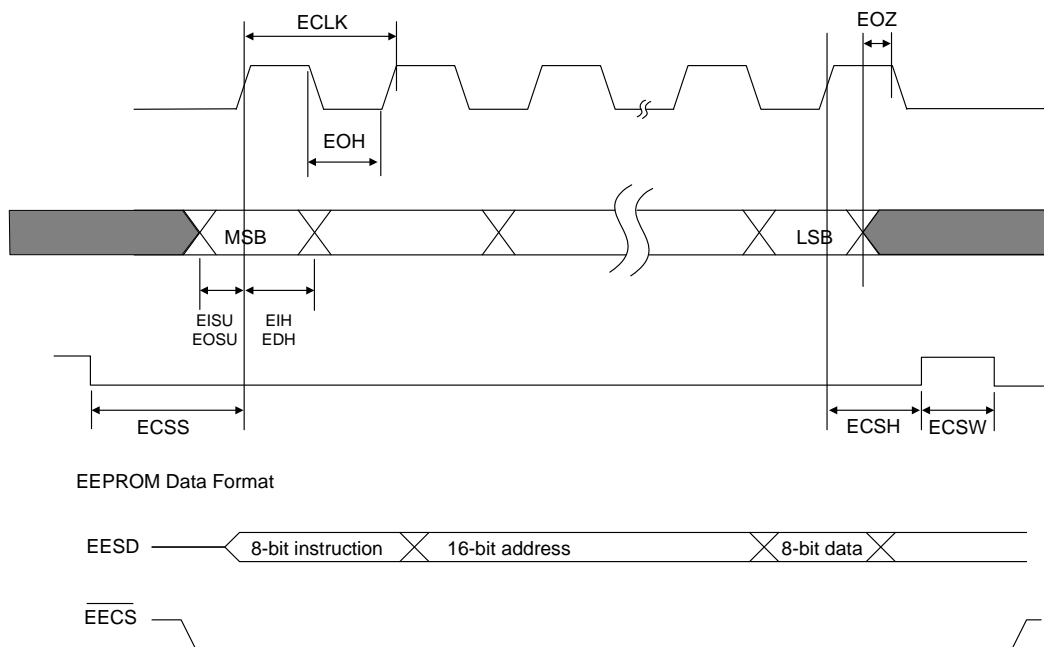 ECLK
EOZ
EOH
MSB
LSB
EISU
EOSU
EIH
EDH
ECSS
ECSH
ECSW
EEPROM Data Format
EESD
8-bit instruction
16-bit address
8-bit data
EECS